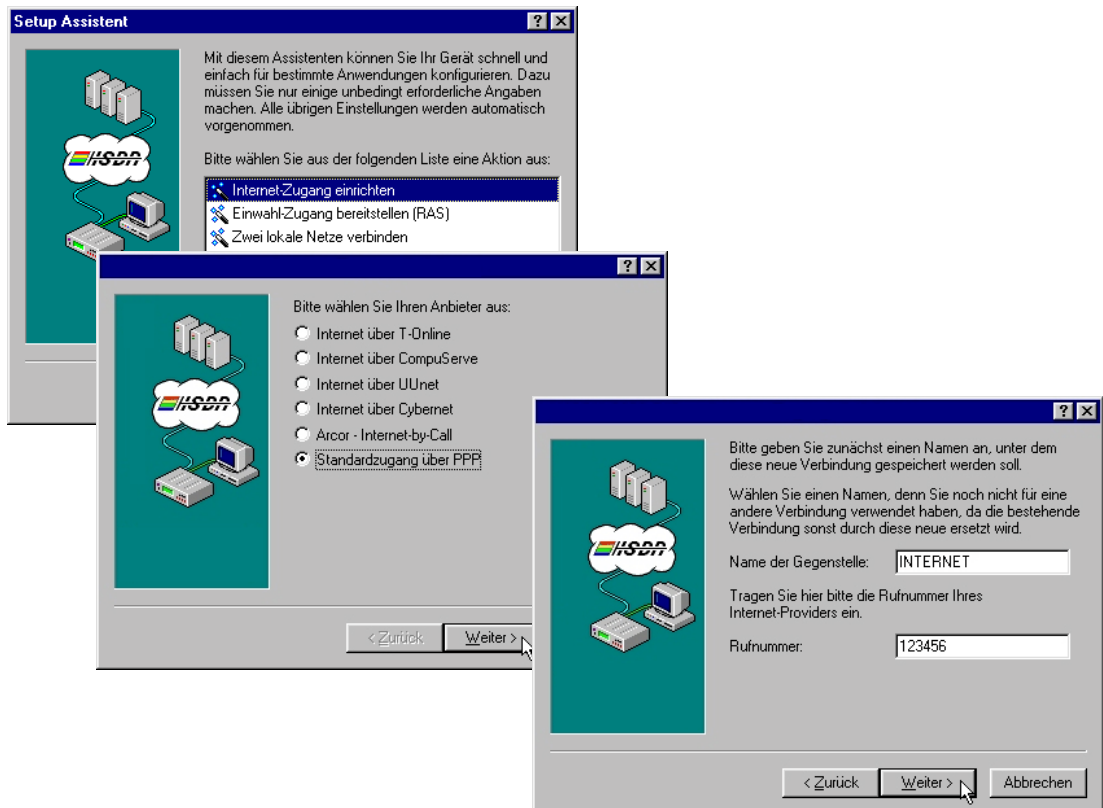 Setup Assistent
Mit diesem Assistenten können Sie Ihr Gerät schnell und
einfach für bestimmte Anwendungen konfigurieren. Dazu
müssen Sie nur einige unbedingt erforderliche Angaben
machen. Alle übrigen Einstellungen werden automatisch
vorgenommen.
Bitte wählen Sie aus der folgenden Liste eine Aktion aus:
Internet-Zugang einrichten
Einwahl-Zugang bereitstellen (RAS)
Zwei lokale Netze verbinden
ISDN
Bitte wählen Sie Ihren Anbieter aus:
Internet über T-Online
Internet über CompuServe
Internet über UUnet
Internet über Cybernet
Arcor - Internet-by-Call
Standardzugang über PPP
ISDN
< Zurück
Weiter >
Bitte geben Sie zunächst einen Namen an, unter dem
diese neue Verbindung gespeichert werden soll.
Wählen Sie einen Namen, denn Sie noch nicht für eine
andere Verbindung verwendet haben, da die bestehende
Verbindung sonst durch diese neue ersetzt wird.
Name der Gegenstelle: INTERNET
Tragen Sie hier bitte die Rufnummer Ihres
Internet-Providers ein.
Rufnummer: 123456
ISDN
< Zurück
Weiter >
Abbrechen